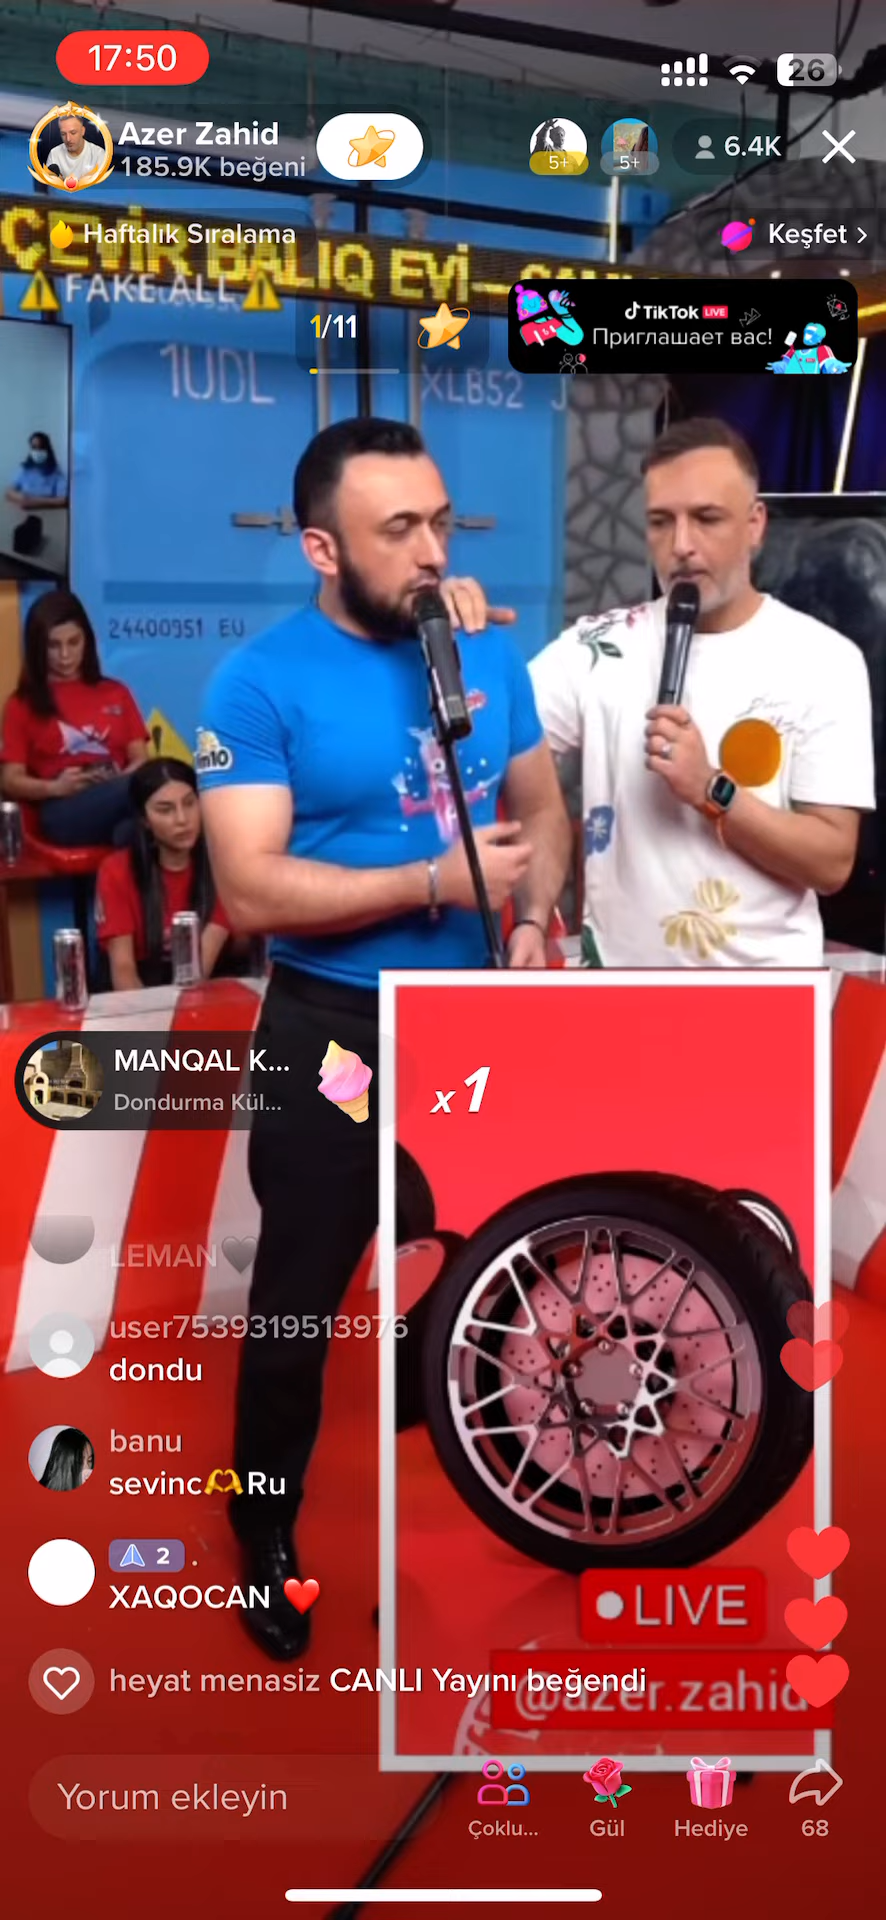 17:50
26
Azer Zahid
185.9K beğeni
5+
5+
6.4K
Haftalık Sıralama
Keşfet >
ÇEVİR BALIQ EVİ
⚠️FAKE ALL⚠️
1/11
TikTok LIVE
Приглашает вас!
1UDL
XLB52 J
24400951 EU
MANQAL K...
Dondurma Kül...
x1
LEMAN🖤
user7539319513976
dondu
banu
sevinc🫶Ru
2 .
XAQOCAN ❤️
LIVE
heyat menasiz CANLI Yayını beğendi
@azer.zahid
Yorum ekleyin
Çoklu...
Gül
Hediye
68